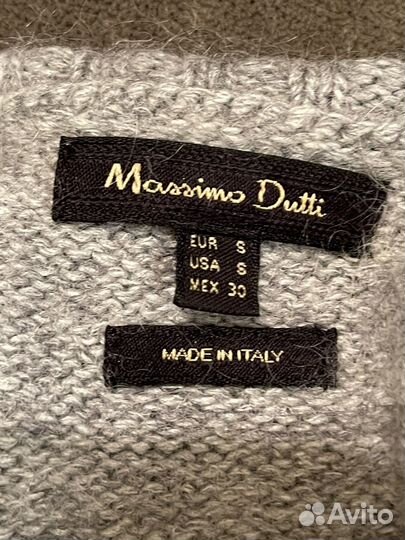 Massimo Dutti
EUR S
USA S
MEX 30
MADE IN ITALY
Avito